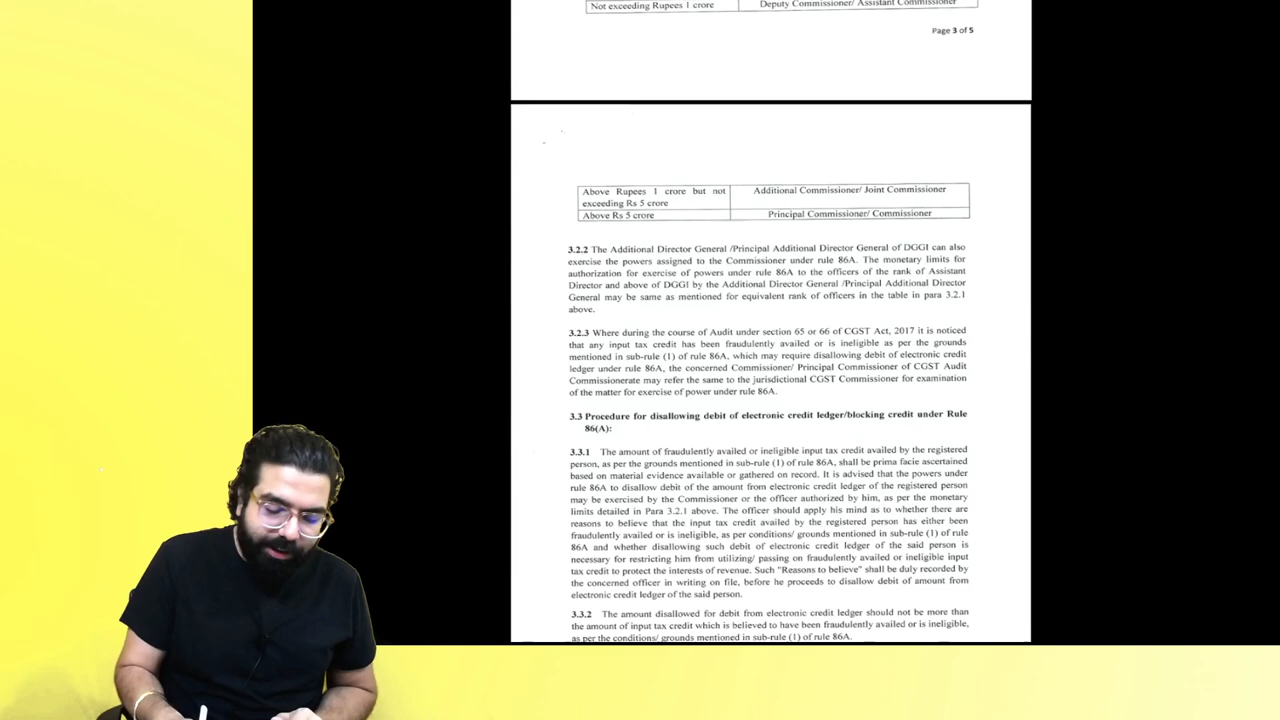 Not exceeding Rupees 1 crore
Deputy Commissioner/ Assistant Commissioner
Page 3 of 5
Above Rupees 1 crore but not
exceeding Rs 5 crore
Additional Commissioner/ Joint Commissioner
Above Rs 5 crore
Principal Commissioner/ Commissioner
3.2.2 The Additional Director General /Principal Additional Director General of DGGI can also
exercise the powers assigned to the Commissioner under rule 86A. The monetary limits for
authorization for exercise of powers under rule 86A to the officers of the rank of Assistant
Director and above of DGGI by the Additional Director General /Principal Additional Director
General may be same as mentioned for equivalent rank of officers in the table in para 3.2.1
above.
3.2.3 Where during the course of Audit under section 65 or 66 of CGST Act, 2017 it is noticed
that any input tax credit has been fraudulently availed or is ineligible as per the grounds
mentioned in sub-rule (1) of rule 86A, which may require disallowing debit of electronic credit
ledger under rule 86A, the concerned Commissioner/ Principal Commissioner of CGST Audit
Commissionerate may refer the same to the jurisdictional CGST Commissioner for examination
of the matter for exercise of power under rule 86A.
3.3 Procedure for disallowing debit of electronic credit ledger/blocking credit under Rule
86(A):
3.3.1 The amount of fraudulently availed or ineligible input tax credit availed by the registered
person, as per the grounds mentioned in sub-rule (1) of rule 86A, shall be prima facie ascertained
based on material evidence available or gathered on record. It is advised that the powers under
rule 86A to disallow debit of the amount from electronic credit ledger of the registered person
may be exercised by the Commissioner or the officer authorized by him, as per the monetary
limits detailed in Para 3.2.1 above. The officer should apply his mind as to whether there are
reasons to believe that the input tax credit availed by the registered person has either been
fraudulently availed or is ineligible, as per conditions/ grounds mentioned in sub-rule (1) of rule
86A and whether disallowing such debit of electronic credit ledger of the said person is
necessary for restricting him from utilizing/ passing on fraudulently availed or ineligible input
tax credit to protect the interests of revenue. Such "Reasons to believe" shall be duly recorded by
the concerned officer in writing on file, before he proceeds to disallow debit of amount from
electronic credit ledger of the said person.
3.3.2 The amount disallowed for debit from electronic credit ledger should not be more than
the amount of input tax credit which is believed to have been fraudulently availed or is ineligible,
as per the conditions/ grounds mentioned in sub-rule (1) of rule 86A.